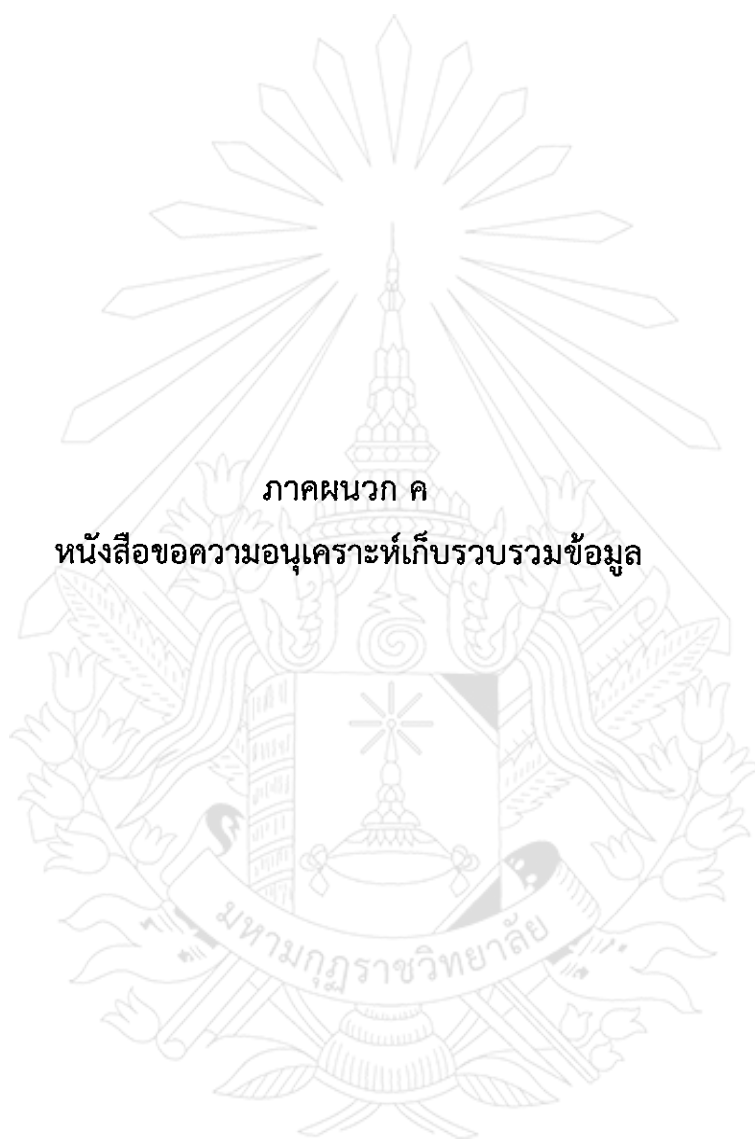 ภาคผนวก ค
หนังสือขอความอนุเคราะห์เก็บรวบรวมข้อมูล
มหามกุฏราชวิทยาลัย